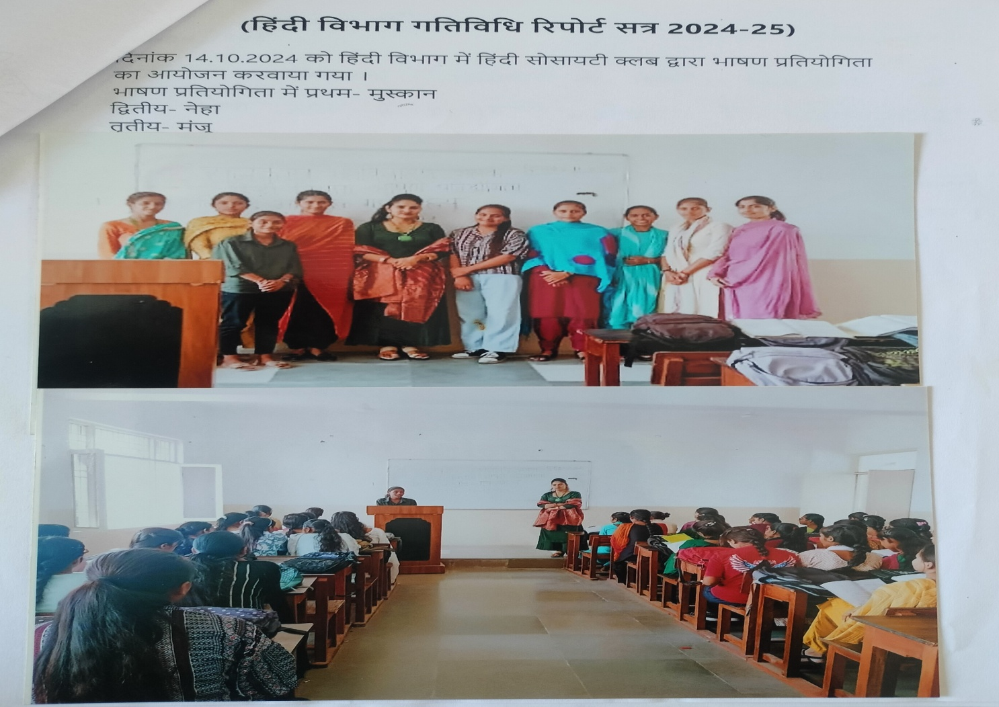 (हिंदी विभाग गतिविधि रिपोर्ट सत्र 2024-25)
दिनांक 14.10.2024 को हिंदी विभाग में हिंदी सोसायटी क्लब द्वारा भाषण प्रतियोगिता
का आयोजन करवाया गया ।
भाषण प्रतियोगिता में प्रथम- मुस्कान
द्वितीय- नेहा
तृतीय- मंजू